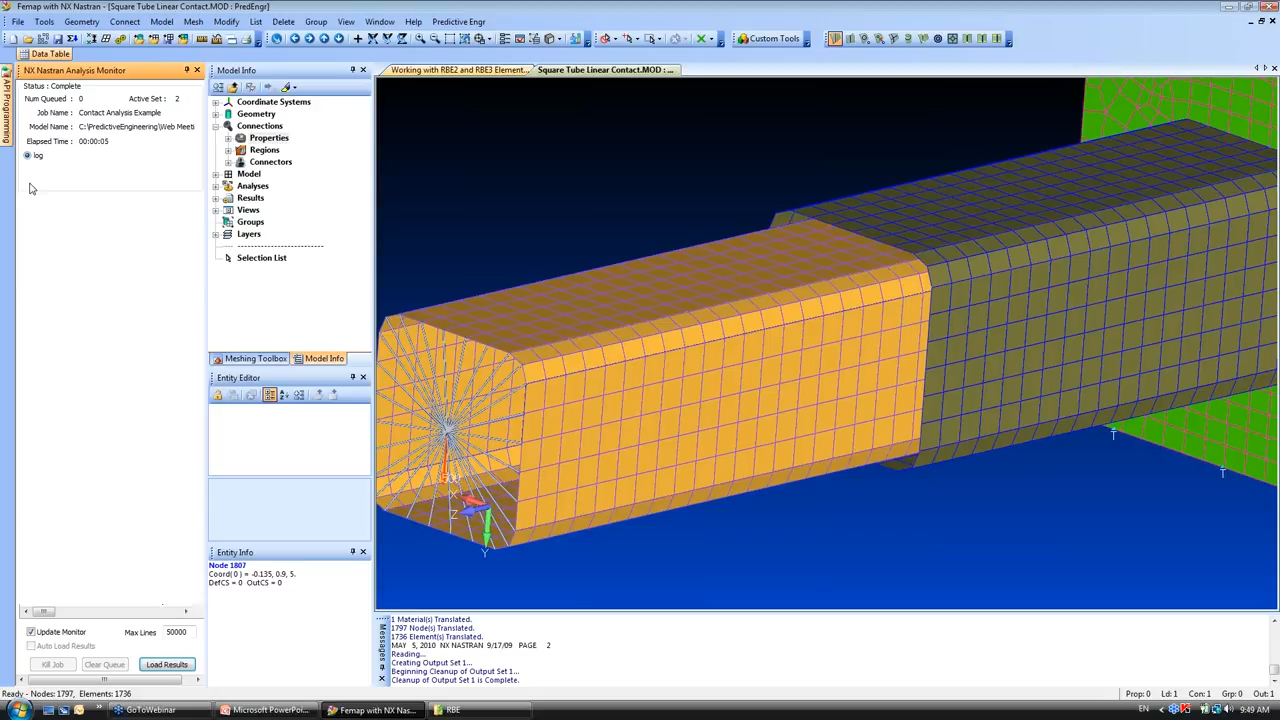 Femap with NX Nastran - [Square Tube Linear Contact.MOD : PredEngr]
File Tools Geometry Connect Model Mesh Modify List Delete Group View Window Help Predictive Engr
Custom Tools
Data Table
NX Nastran Analysis Monitor
Status : Complete
Num Queued : 0 Active Set : 2
Job Name : Contact Analysis Example
Model Name : C:\PredictiveEngineering\Web Meeti
Elapsed Time : 00:00:05
log
API Programming
Model Info
Coordinate Systems
Geometry
Connections
Properties
Regions
Connectors
Model
Analyses
Results
Views
Groups
Layers
Selection List
Meshing Toolbox Model Info
Entity Editor
Entity Info
Node 1807
Coord( 0 ) = -0.135, 0.9, 5.
DefCS = 0 OutCS = 0
Working with RBE2 and RBE3 Element...
Square Tube Linear Contact.MOD : ...
X
Z
Y
T
T
Update Monitor Max Lines 50000
Auto Load Results
Kill Job Clear Queue Load Results
Messages
1 Material(s) Translated.
1797 Node(s) Translated.
1736 Element(s) Translated.
MAY 5, 2010 NX NASTRAN 9/17/09 PAGE 2
Reading...
Creating Output Set 1...
Beginning Cleanup of Output Set 1...
Cleanup of Output Set 1 is Complete.
Ready - Nodes: 1797, Elements: 1736
Prop: 0 Ld: 1 Con: 1 Grp: 0 Out: 1
GoToWebinar
Microsoft PowerPoi...
Femap with NX Nas...
RBE
EN
9:49 AM